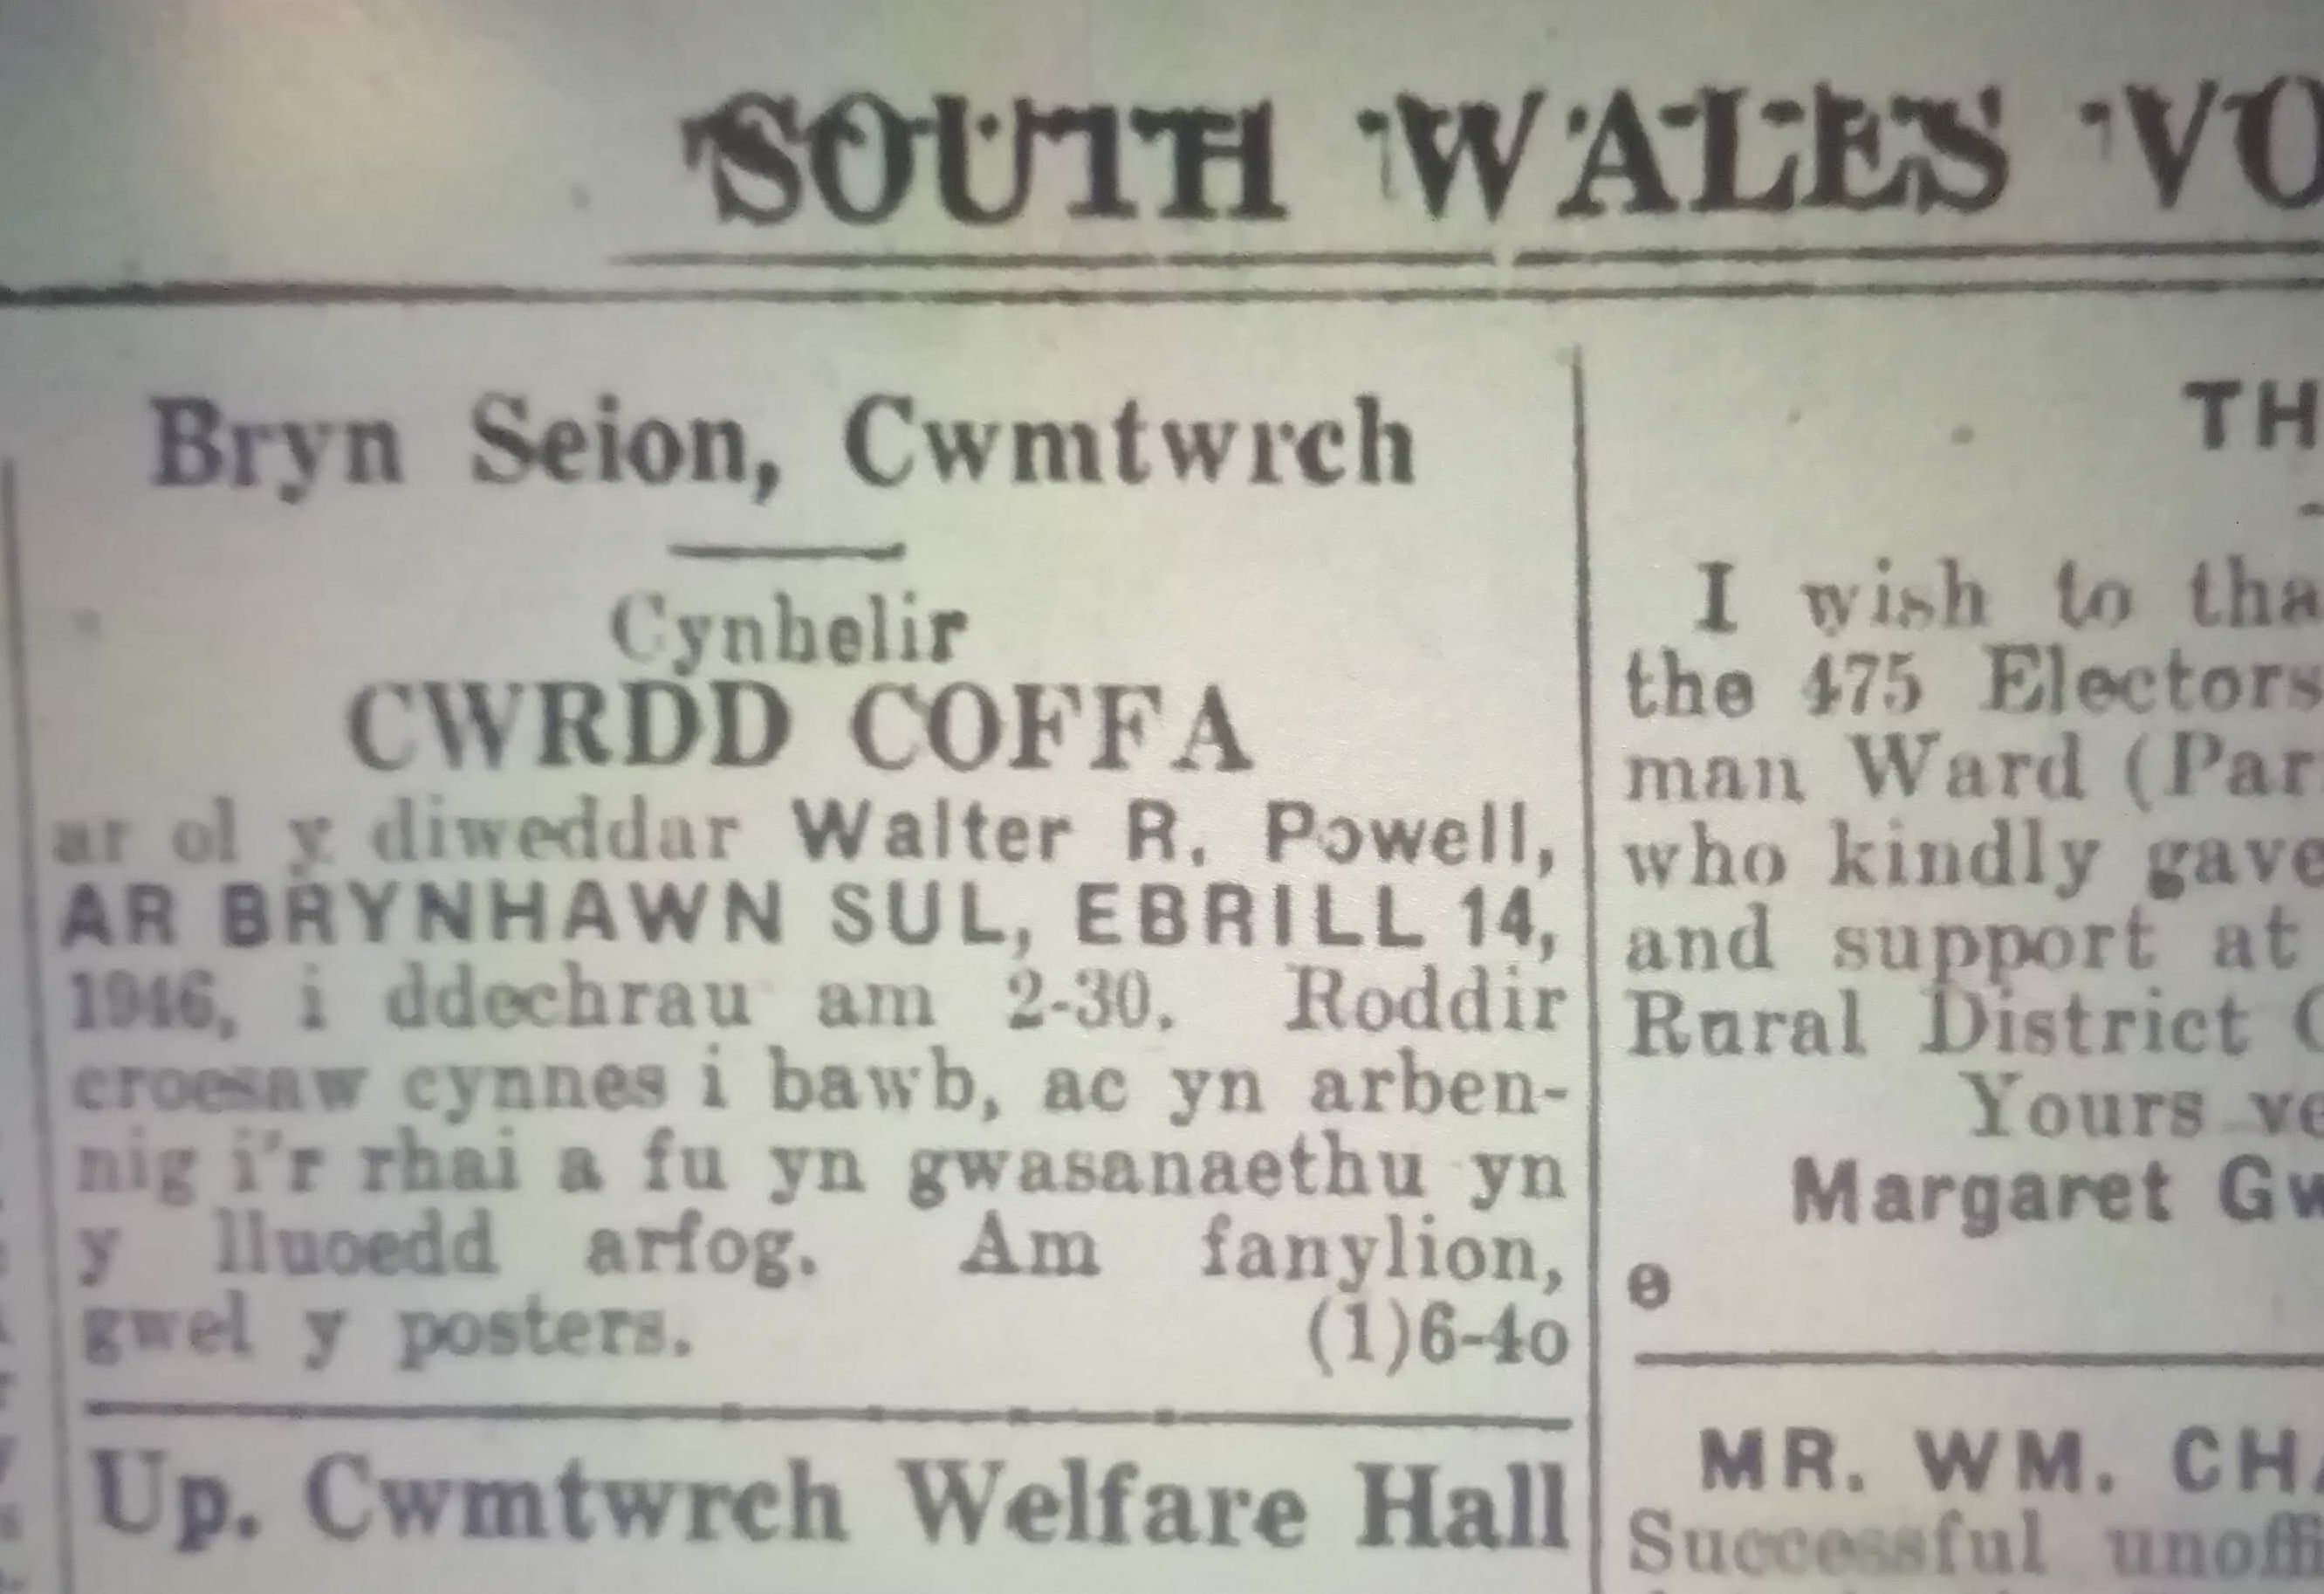 SOUTH WALES VO
Bryn Seion, Cwmtwrch
Cynhelir
CWRDD COFFA
ar ol y diweddar Walter R. Powell,
AR BRYNHAWN SUL, EBRILL 14,
1946, i ddechrau am 2-30. Roddir
croesaw cynnes i bawb, ac yn arben-
nig i'r rhai a fu yn gwasanaethu yn
y lluoedd arfog. Am fanylion,
gwel y posters. (1)6-4o
Up. Cwmtwrch Welfare Hall
TH
I wish to tha
the 475 Electors
man Ward (Par
who kindly gave
and support at
Rural District C
Yours ve
Margaret Gw
e
MR. WM. CHA
Successful unoffi